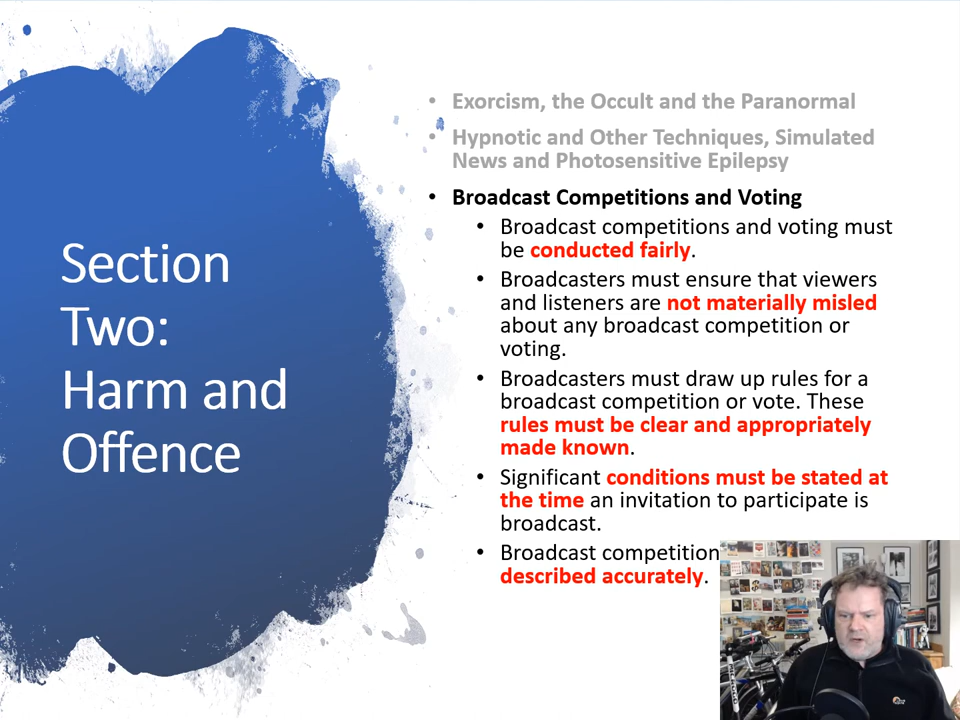 Section
Two:
Harm and
Offence
• Exorcism, the Occult and the Paranormal
• Hypnotic and Other Techniques, Simulated
News and Photosensitive Epilepsy
• Broadcast Competitions and Voting
• Broadcast competitions and voting must
be conducted fairly.
• Broadcasters must ensure that viewers
and listeners are not materially misled
about any broadcast competition or
voting.
• Broadcasters must draw up rules for a
broadcast competition or vote. These
rules must be clear and appropriately
made known.
• Significant conditions must be stated at
the time an invitation to participate is
broadcast.
• Broadcast competition
described accurately.